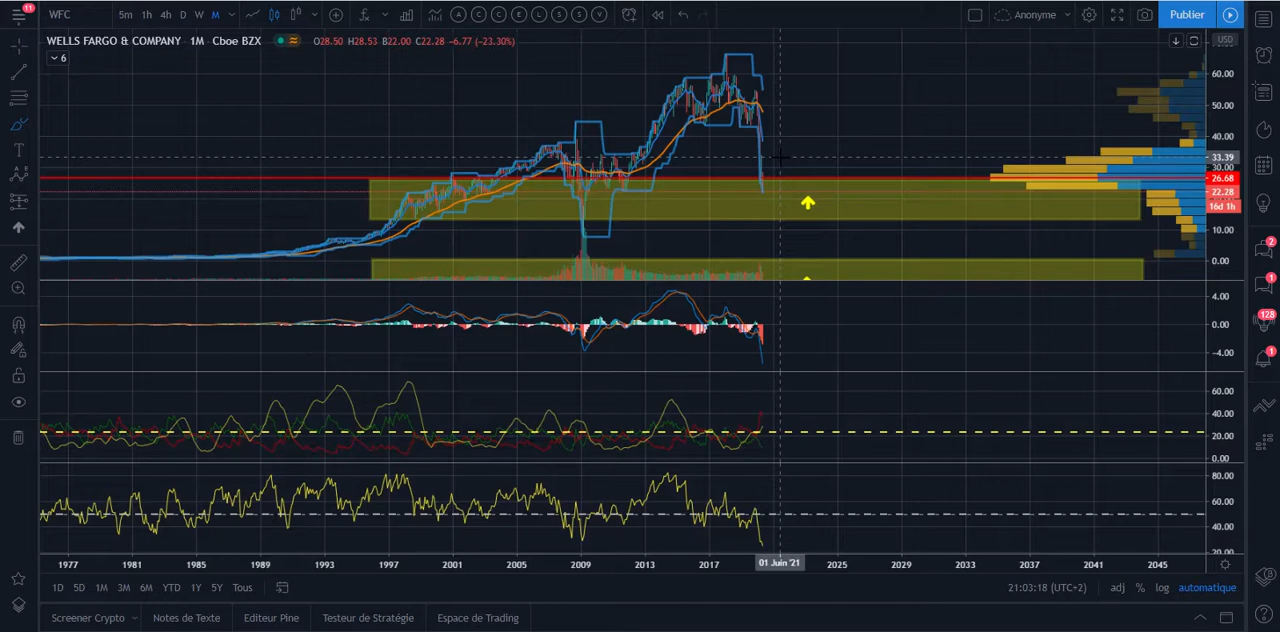 11
WFC
5m 1h 4h D W M
A C C E L S S V
Anonyme
Publier
WELLS FARGO & COMPANY · 1M · Cboe BZX
O28.50 H28.53 B22.00 C22.28 -6.77 (-23.30%)
USD
6
60.00
50.00
40.00
33.39
30.00
26.68
22.28
16d 1h
10.00
0.00
4.00
0.00
−4.00
60.00
40.00
20.00
0.00
80.00
60.00
40.00
20.00
2
1
128
1
1977 1981 1985 1989 1993 1997 2001 2005 2009 2013 2017 01 Juin '21 2025 2029 2033 2037 2041 2045
1D 5D 1M 3M 6M YTD 1Y 5Y Tous
21:03:18 (UTC+2) adj % log automatique
Screener Crypto Notes de Texte Editeur Pine Testeur de Stratégie Espace de Trading